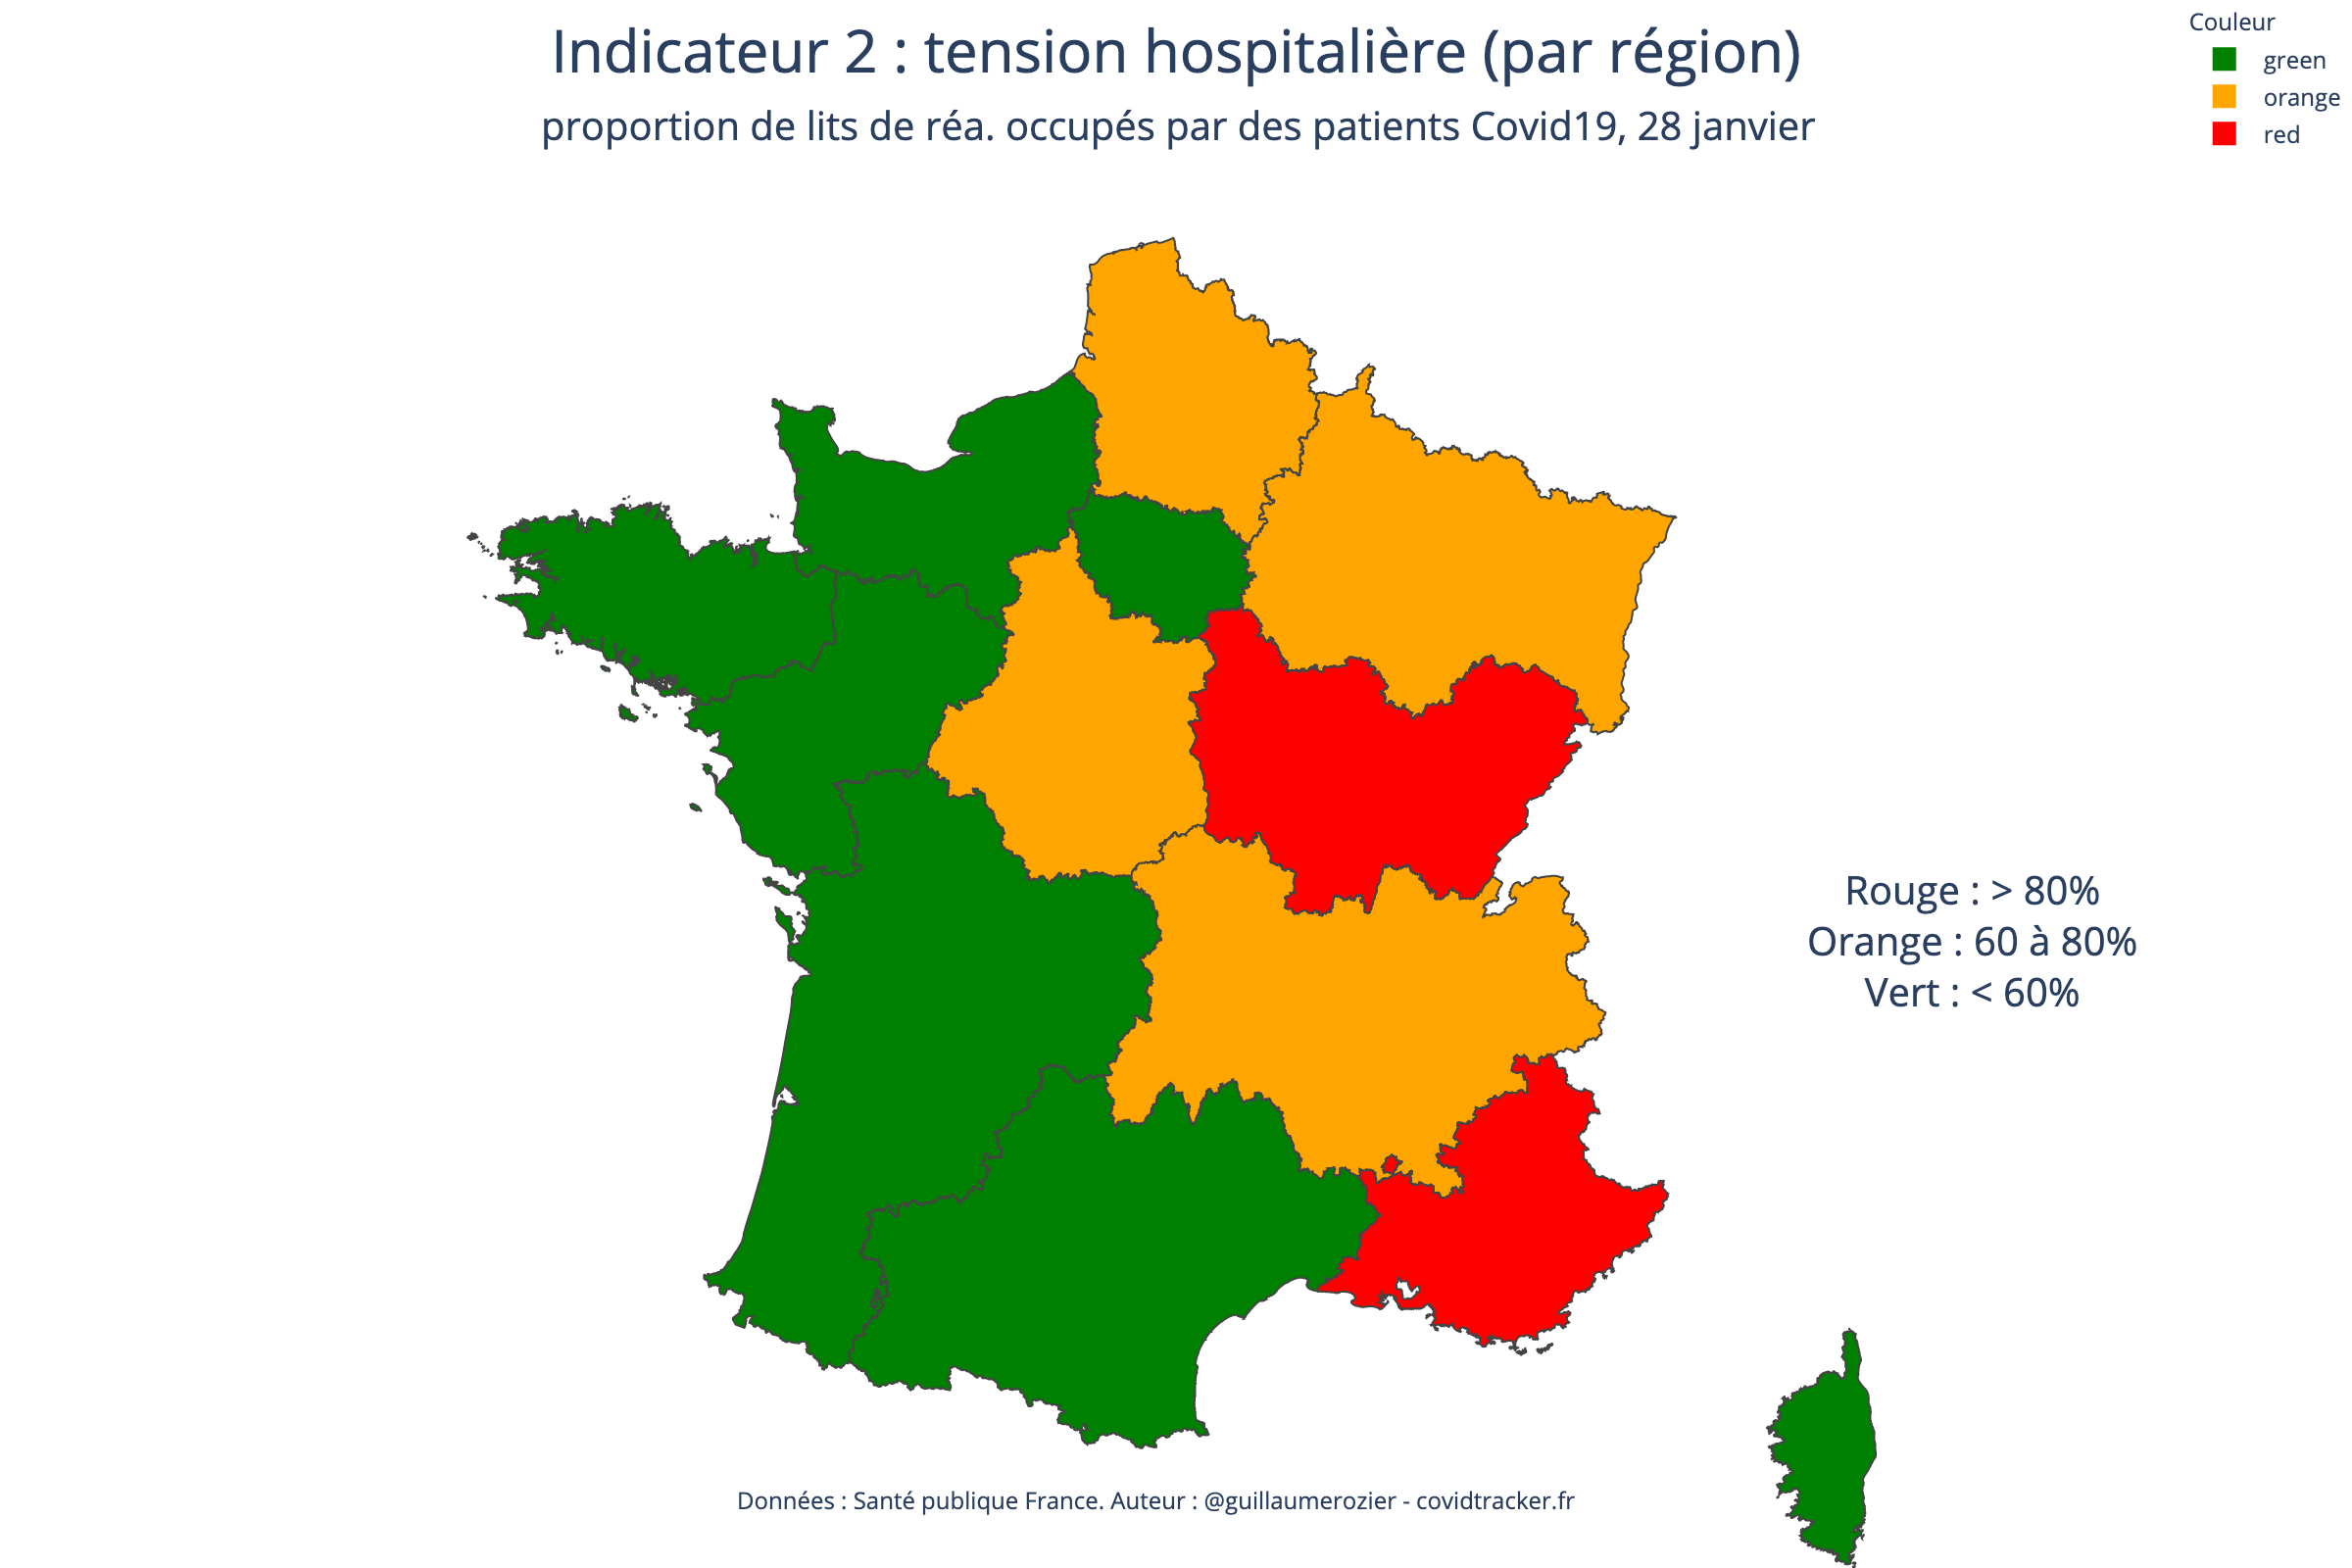 Indicateur 2 : tension hospitalière (par région)
proportion de lits de réa. occupés par des patients Covid19, 28 janvier
Couleur
green
orange
red
Rouge : > 80%
Orange : 60 à 80%
Vert : < 60%
Données : Santé publique France. Auteur : @guillaumerozier - covidtracker.fr